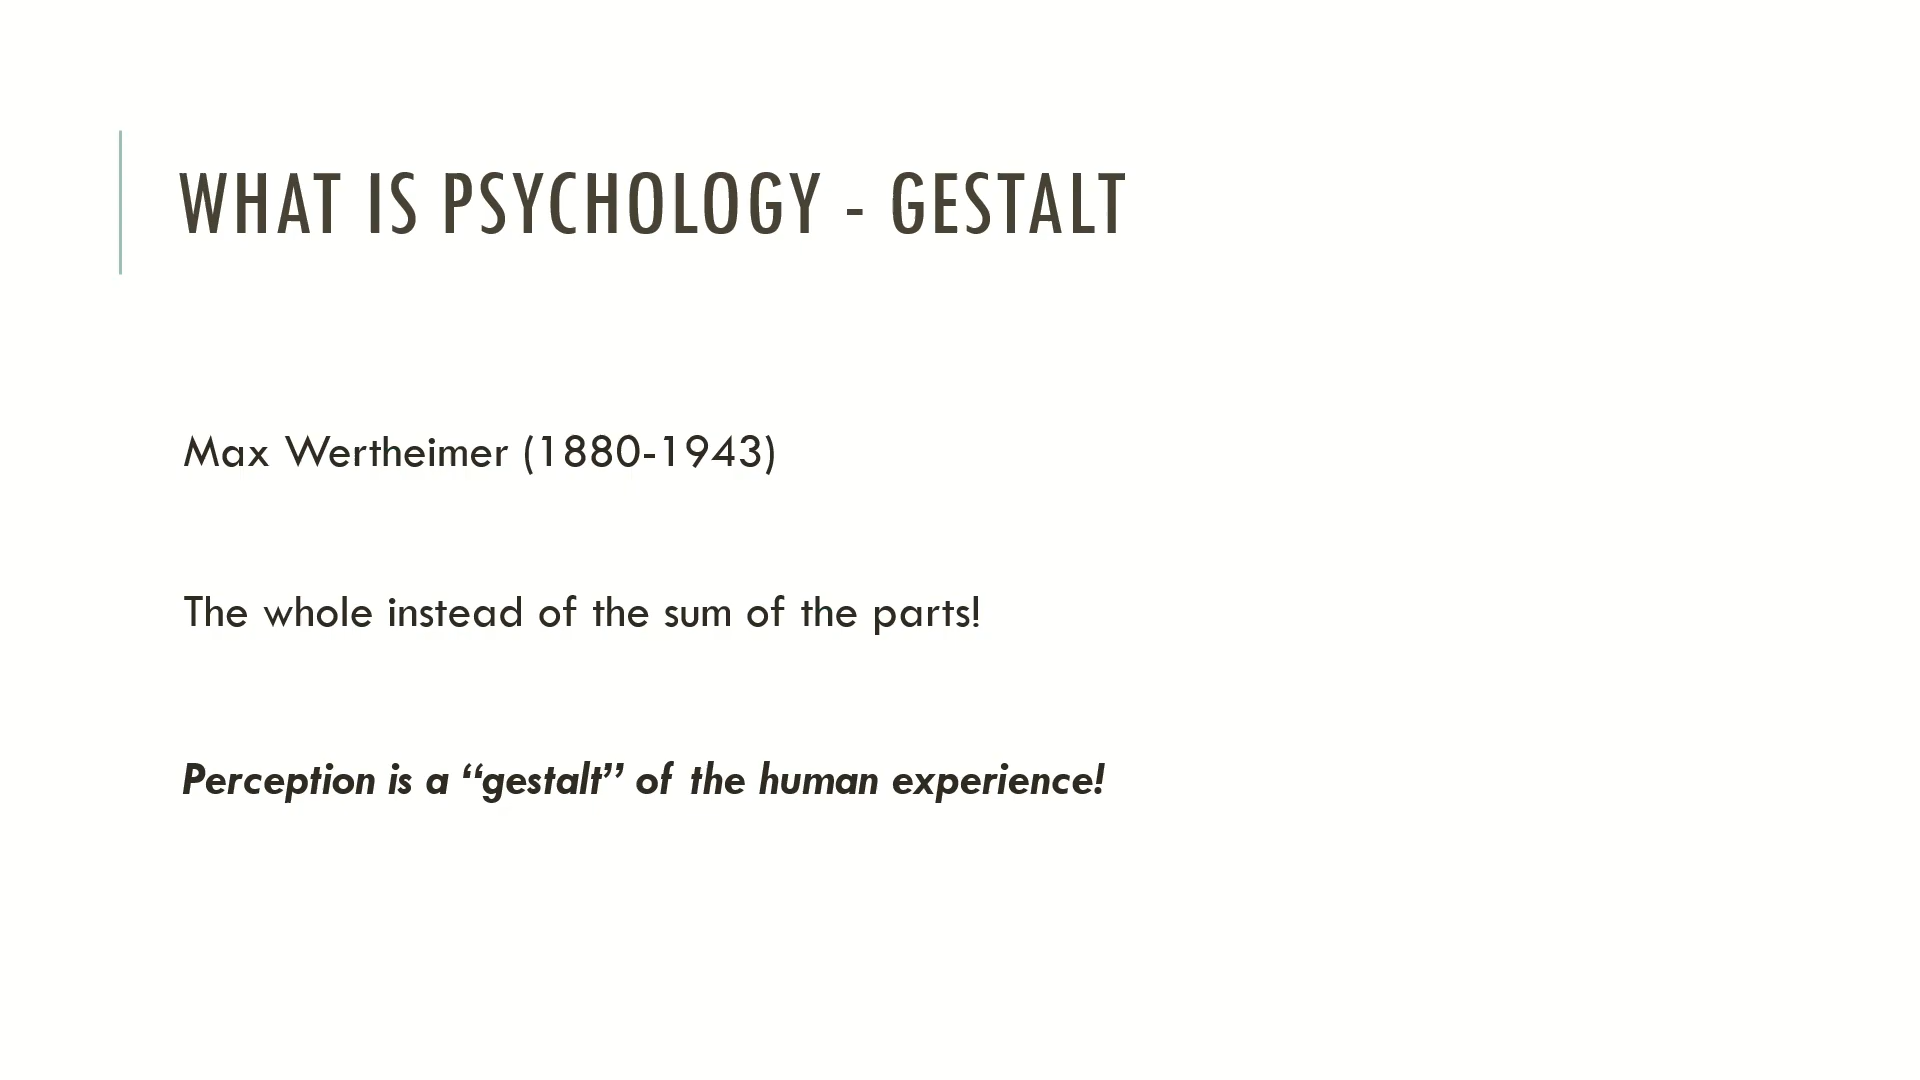 WHAT IS PSYCHOLOGY - GESTALT
Max Wertheimer (1880-1943)
The whole instead of the sum of the parts!
Perception is a “gestalt” of the human experience!